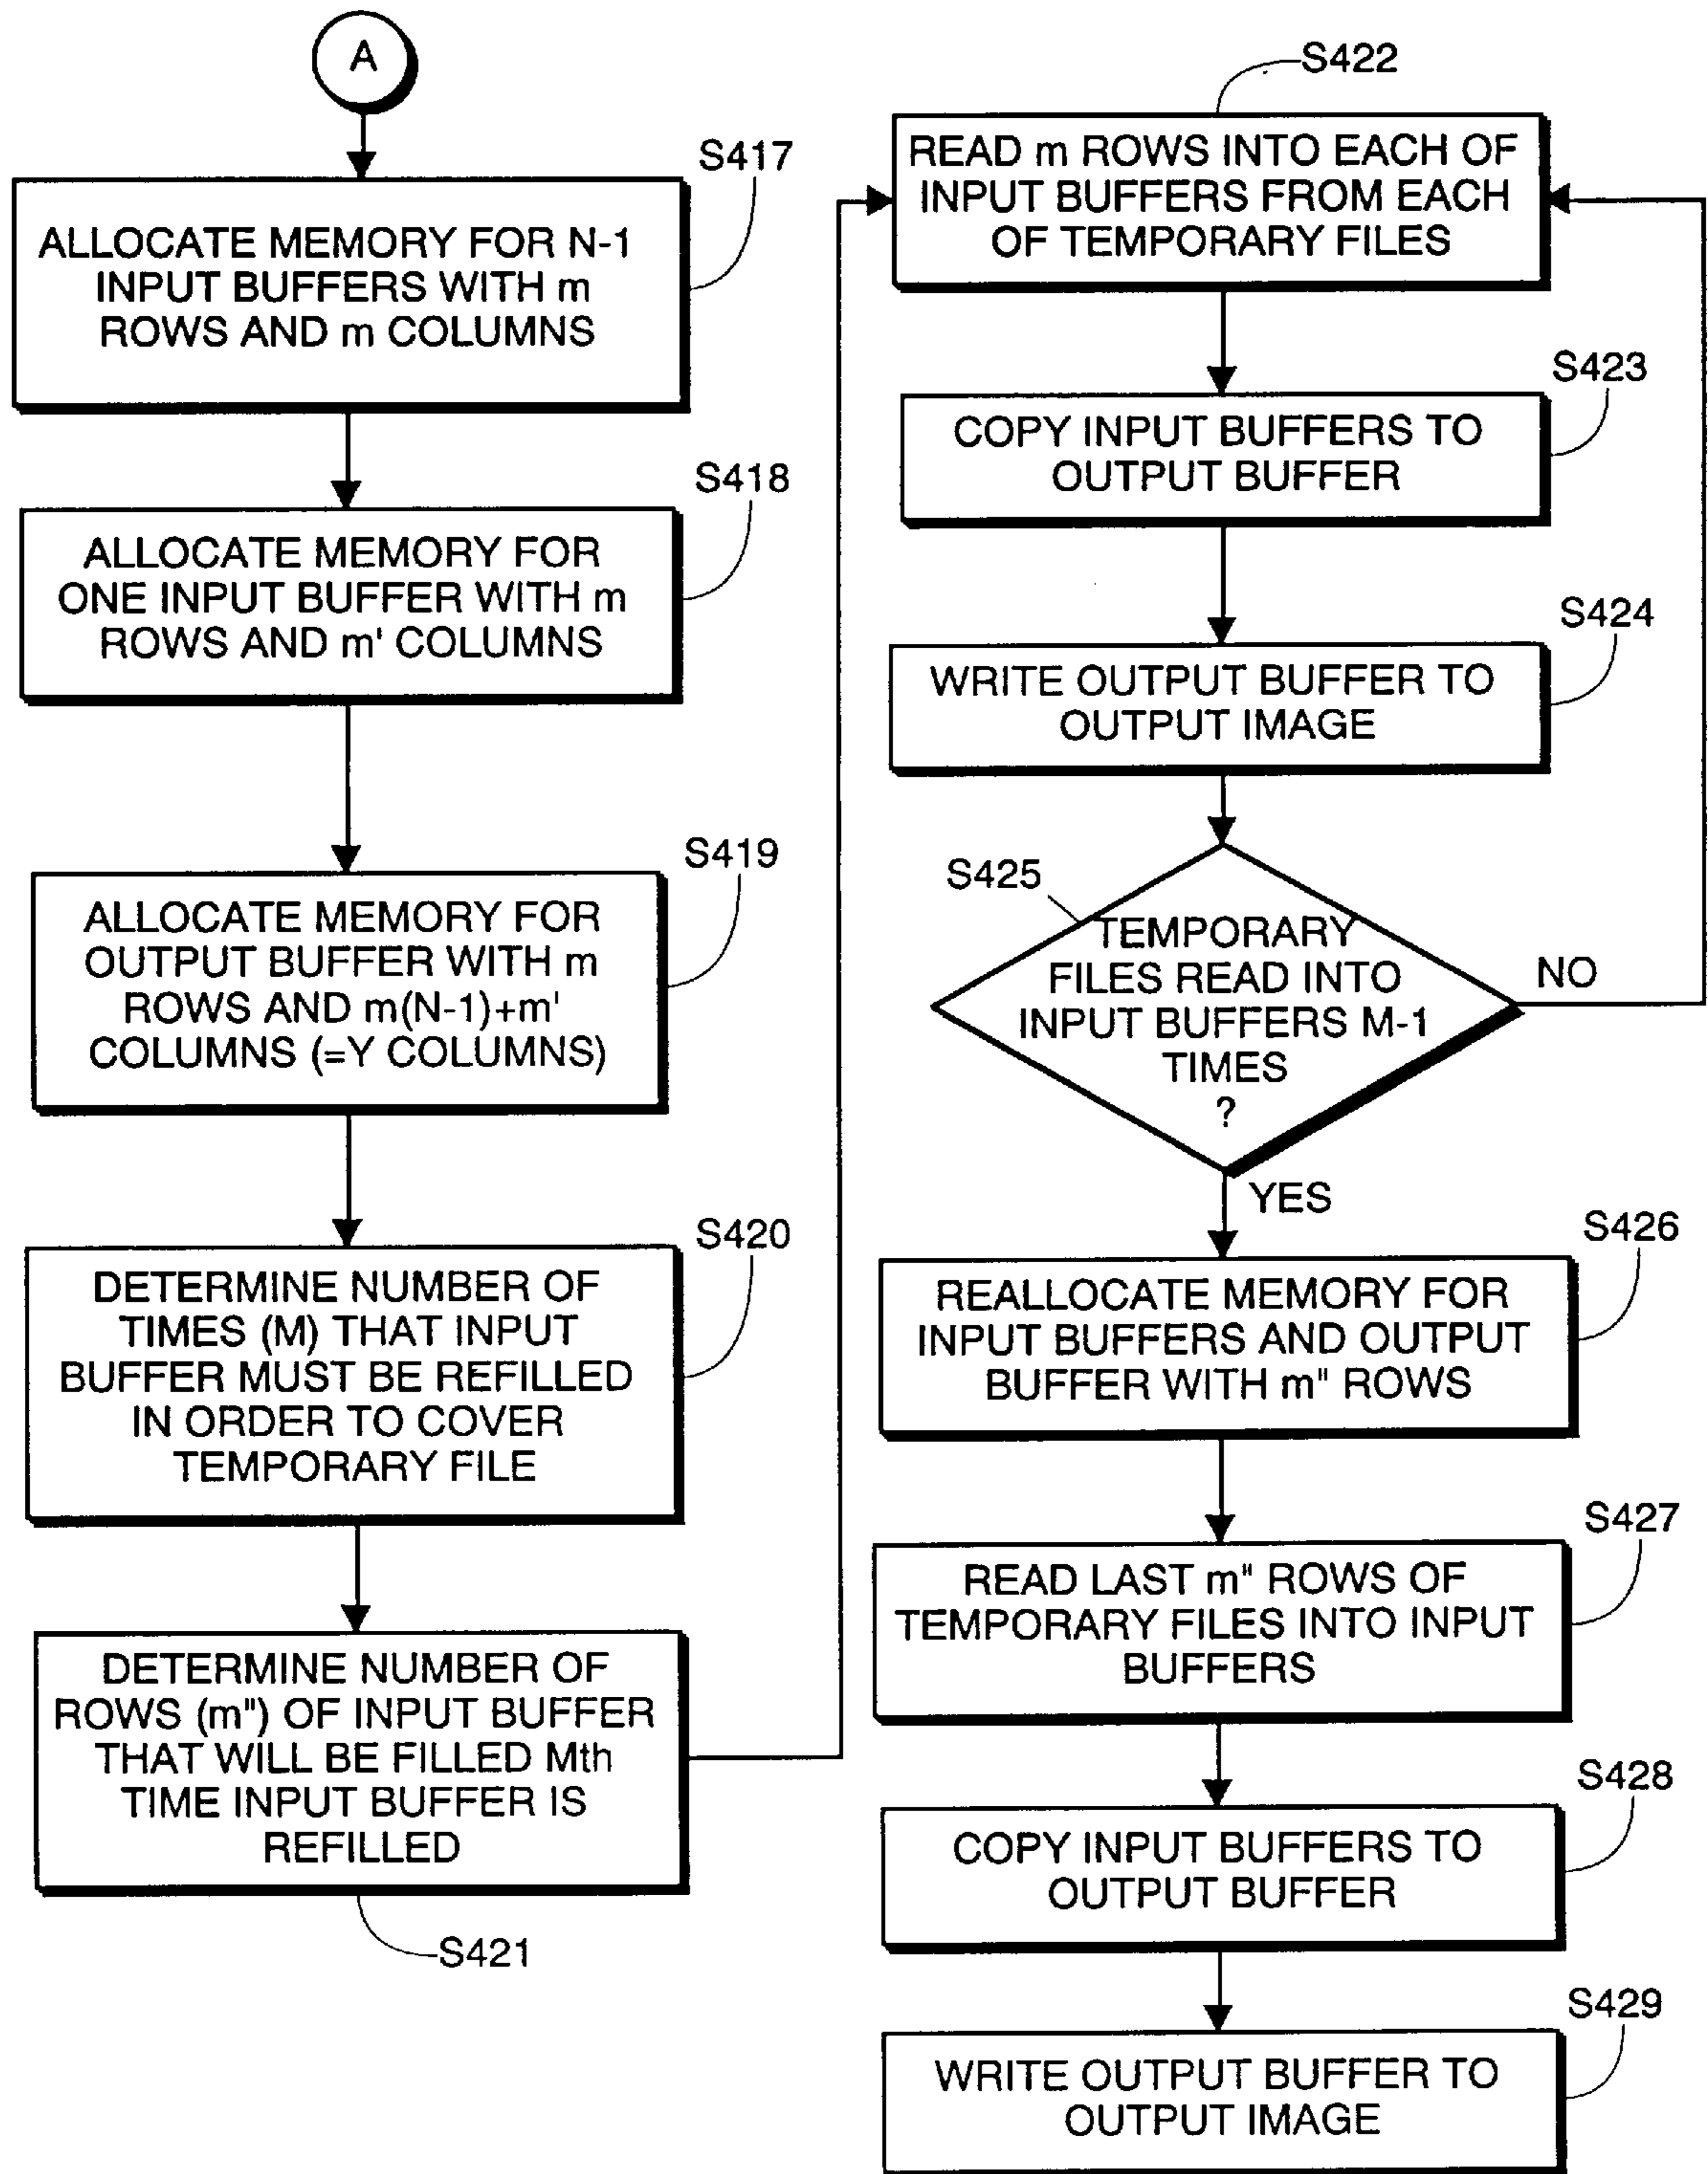 A
S417
ALLOCATE MEMORY FOR N-1
INPUT BUFFERS WITH m
ROWS AND m COLUMNS
S418
ALLOCATE MEMORY FOR
ONE INPUT BUFFER WITH m
ROWS AND m' COLUMNS
S419
ALLOCATE MEMORY FOR
OUTPUT BUFFER WITH m
ROWS AND m(N-1)+m'
COLUMNS (=Y COLUMNS)
S420
DETERMINE NUMBER OF
TIMES (M) THAT INPUT
BUFFER MUST BE REFILLED
IN ORDER TO COVER
TEMPORARY FILE
DETERMINE NUMBER OF
ROWS (m") OF INPUT BUFFER
THAT WILL BE FILLED Mth
TIME INPUT BUFFER IS
REFILLED
S421
S422
READ m ROWS INTO EACH OF
INPUT BUFFERS FROM EACH
OF TEMPORARY FILES
S423
COPY INPUT BUFFERS TO
OUTPUT BUFFER
S424
WRITE OUTPUT BUFFER TO
OUTPUT IMAGE
S425
TEMPORARY
FILES READ INTO
INPUT BUFFERS M-1
TIMES
?
NO
YES
S426
REALLOCATE MEMORY FOR
INPUT BUFFERS AND OUTPUT
BUFFER WITH m" ROWS
S427
READ LAST m" ROWS OF
TEMPORARY FILES INTO INPUT
BUFFERS
S428
COPY INPUT BUFFERS TO
OUTPUT BUFFER
S429
WRITE OUTPUT BUFFER TO
OUTPUT IMAGE